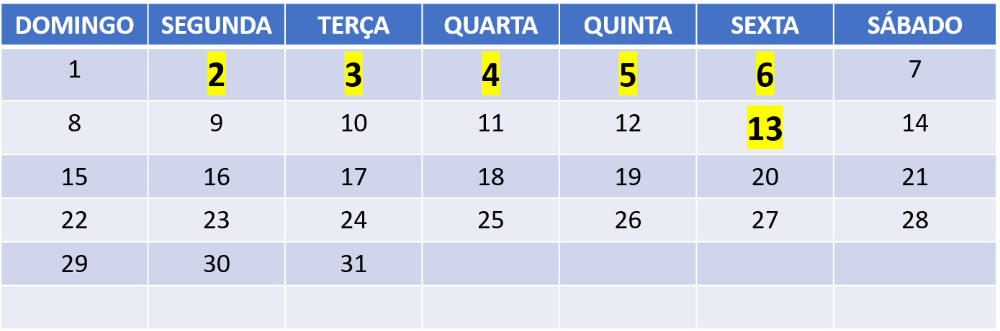 DOMINGO SEGUNDA TERÇA QUARTA QUINTA SEXTA SÁBADO
1 2 3 4 5 6 7
8 9 10 11 12 13 14
15 16 17 18 19 20 21
22 23 24 25 26 27 28
29 30 31